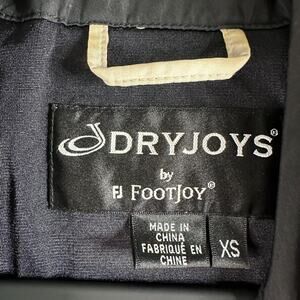 DRYJOYS®
by
FJ FOOTJOY®
MADE IN
CHINA
FABRIQUÉ EN
CHINE
XS